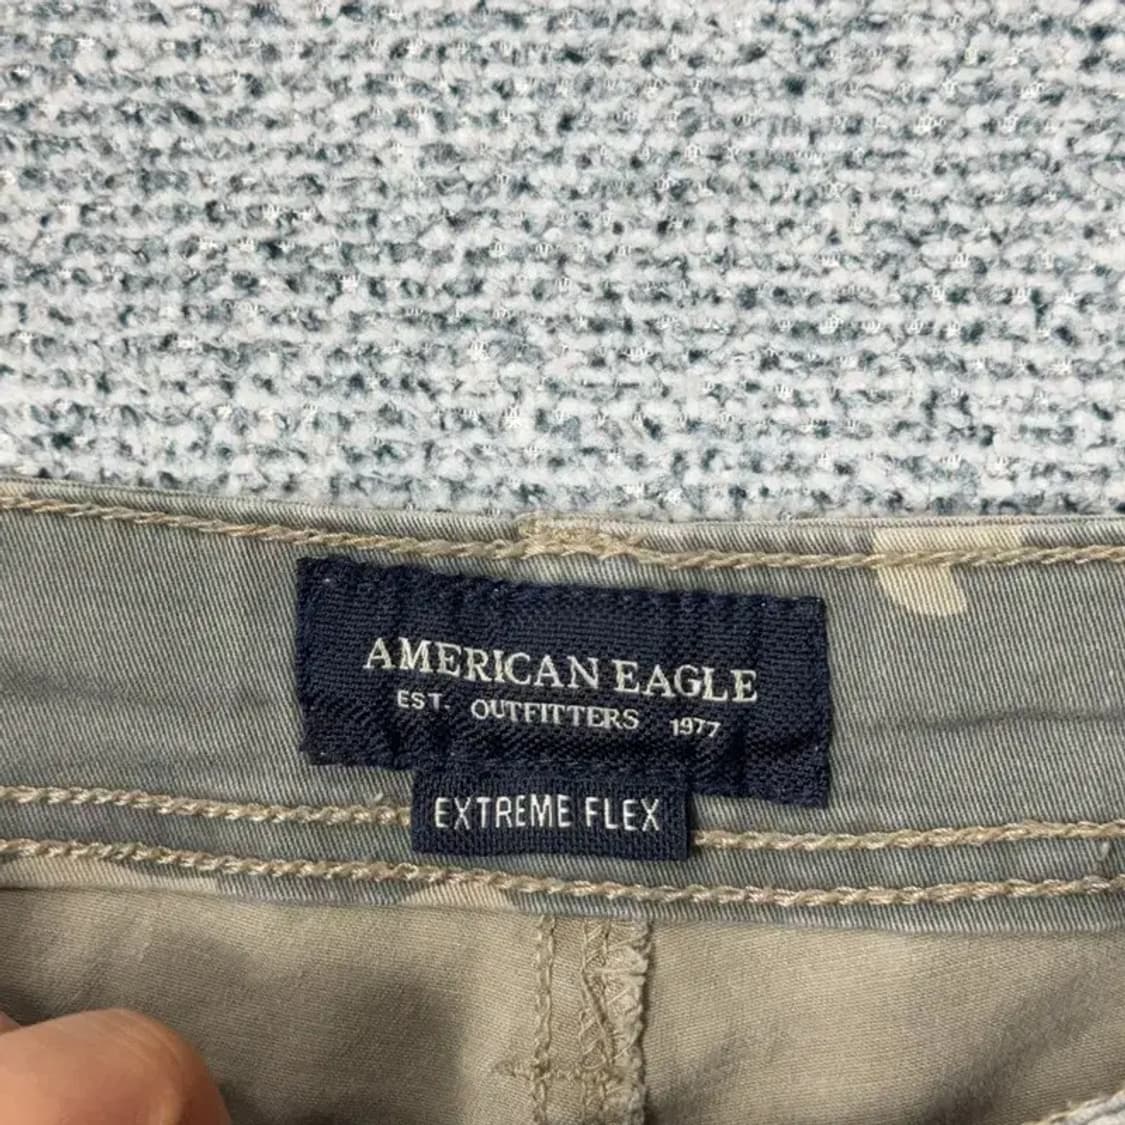 AMERICAN EAGLE
EST. OUTFITTERS 1977
EXTREME FLEX